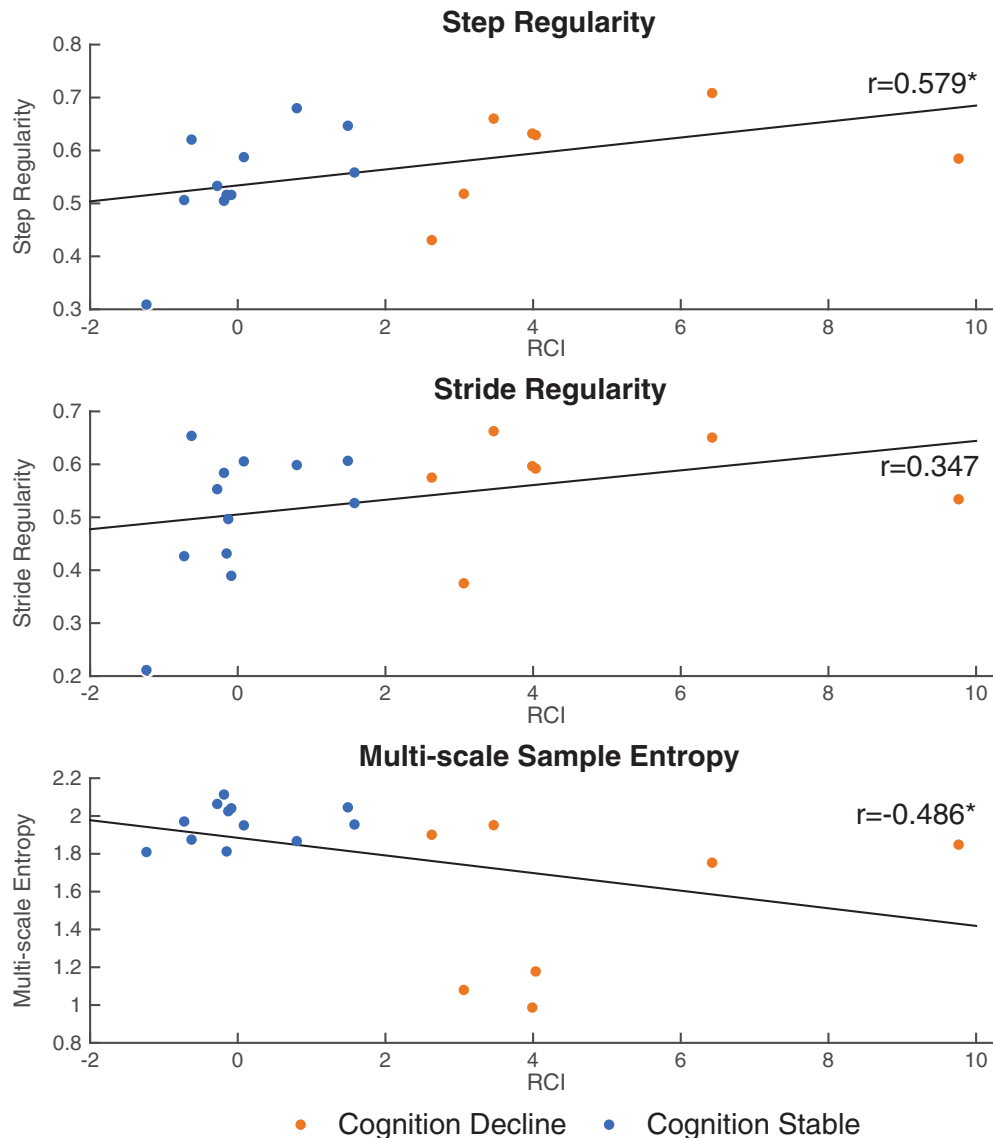 Step Regularity
0.8
0.7
0.6
0.5
0.4
0.3
Step Regularity
r=0.579*
-2 0 2 4 6 8 10
RCI
Stride Regularity
0.7
0.6
0.5
0.4
0.3
0.2
Stride Regularity
r=0.347
-2 0 2 4 6 8 10
RCI
Multi-scale Sample Entropy
2.2
2
1.8
1.6
1.4
1.2
1
0.8
Multi-scale Entropy
r=-0.486*
-2 0 2 4 6 8 10
RCI
Cognition Decline Cognition Stable